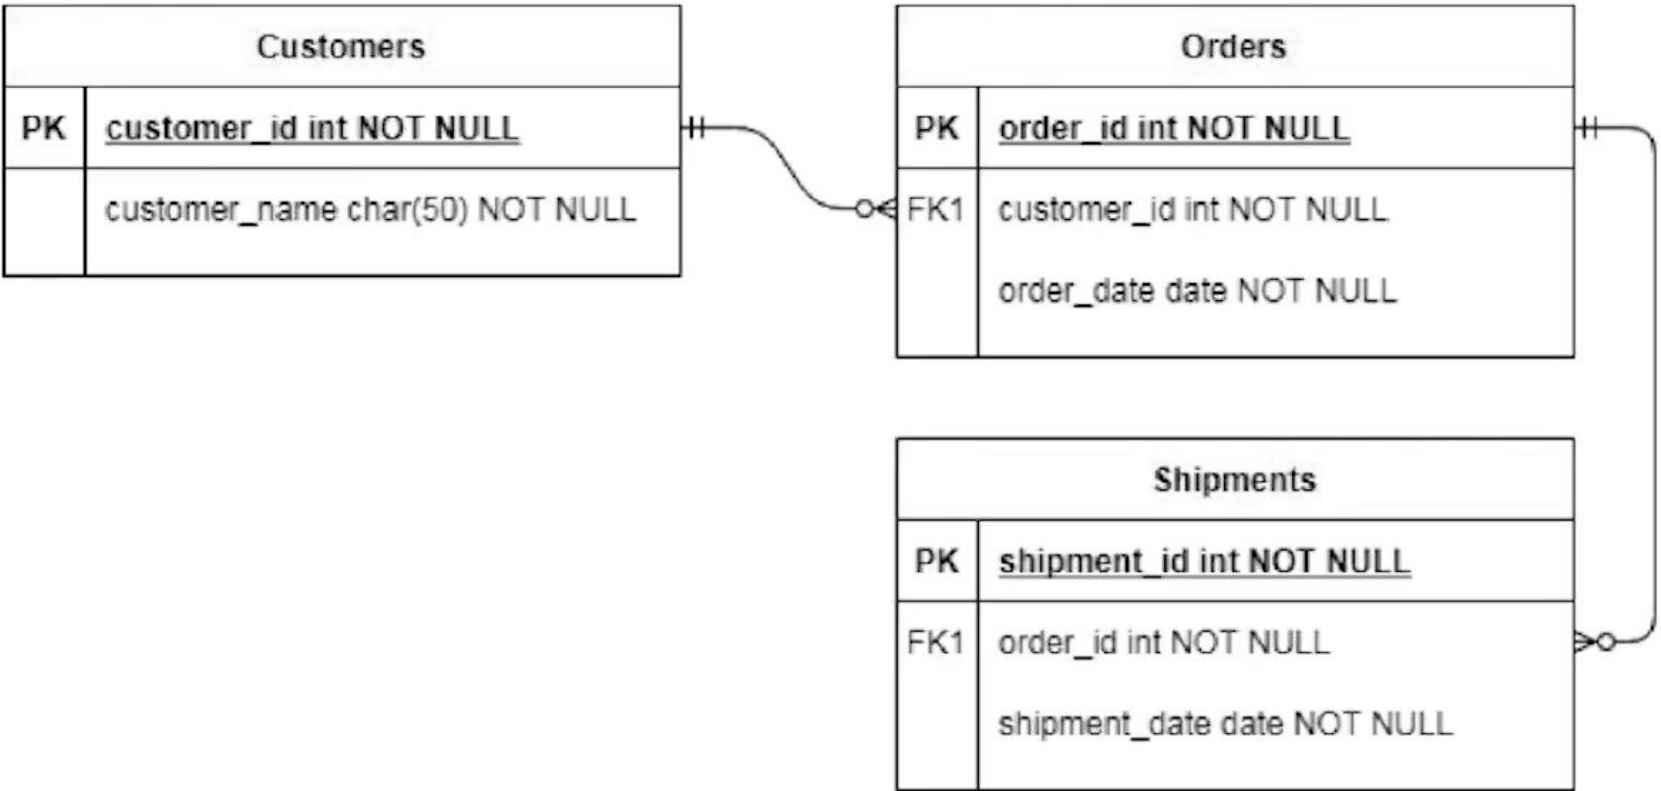 Customers
PK customer_id int NOT NULL
customer_name char(50) NOT NULL
Orders
PK order_id int NOT NULL
FK1 customer_id int NOT NULL
order_date date NOT NULL
Shipments
PK shipment_id int NOT NULL
FK1 order_id int NOT NULL
shipment_date date NOT NULL